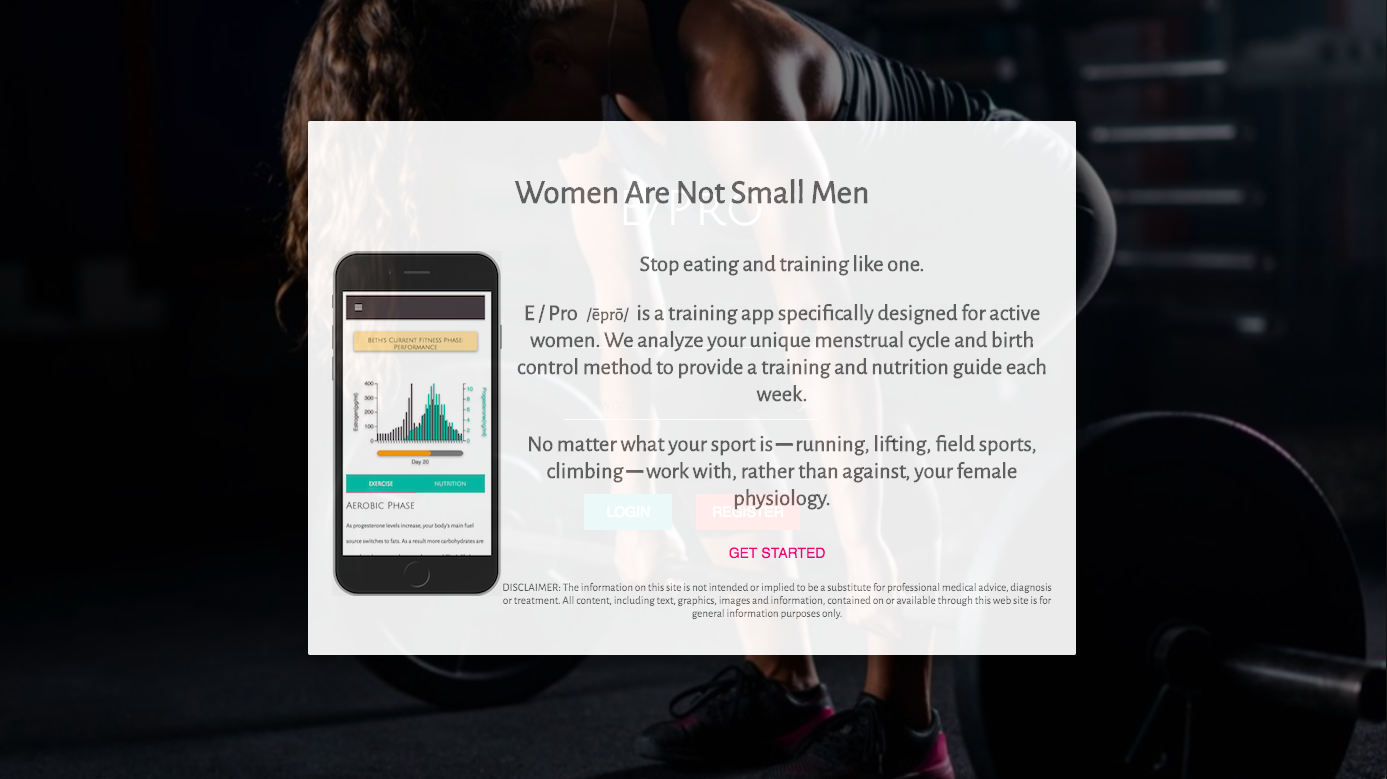 Women Are Not Small Men
E/PRO
Stop eating and training like one.
E / Pro /ēprō/ is a training app specifically designed for active
women. We analyze your unique menstrual cycle and birth
control method to provide a training and nutrition guide each
week.
No matter what your sport is—running, lifting, field sports,
climbing—work with, rather than against, your female
physiology.
LOGIN
REGISTER
GET STARTED
DISCLAIMER: The information on this site is not intended or implied to be a substitute for professional medical advice, diagnosis
or treatment. All content, including text, graphics, images and information, contained on or available through this web site is for
general information purposes only.
Beth's Current Fitness Phase:
Performance
400
300
200
100
0
Estrogen(pg/ml)
10
8
6
4
2
0
Progesterone(ng/ml)
Day 20
EXERCISE
NUTRITION
Aerobic Phase
As progesterone levels increase, your body's main fuel
source switches to fats. As a result more carbohydrates are